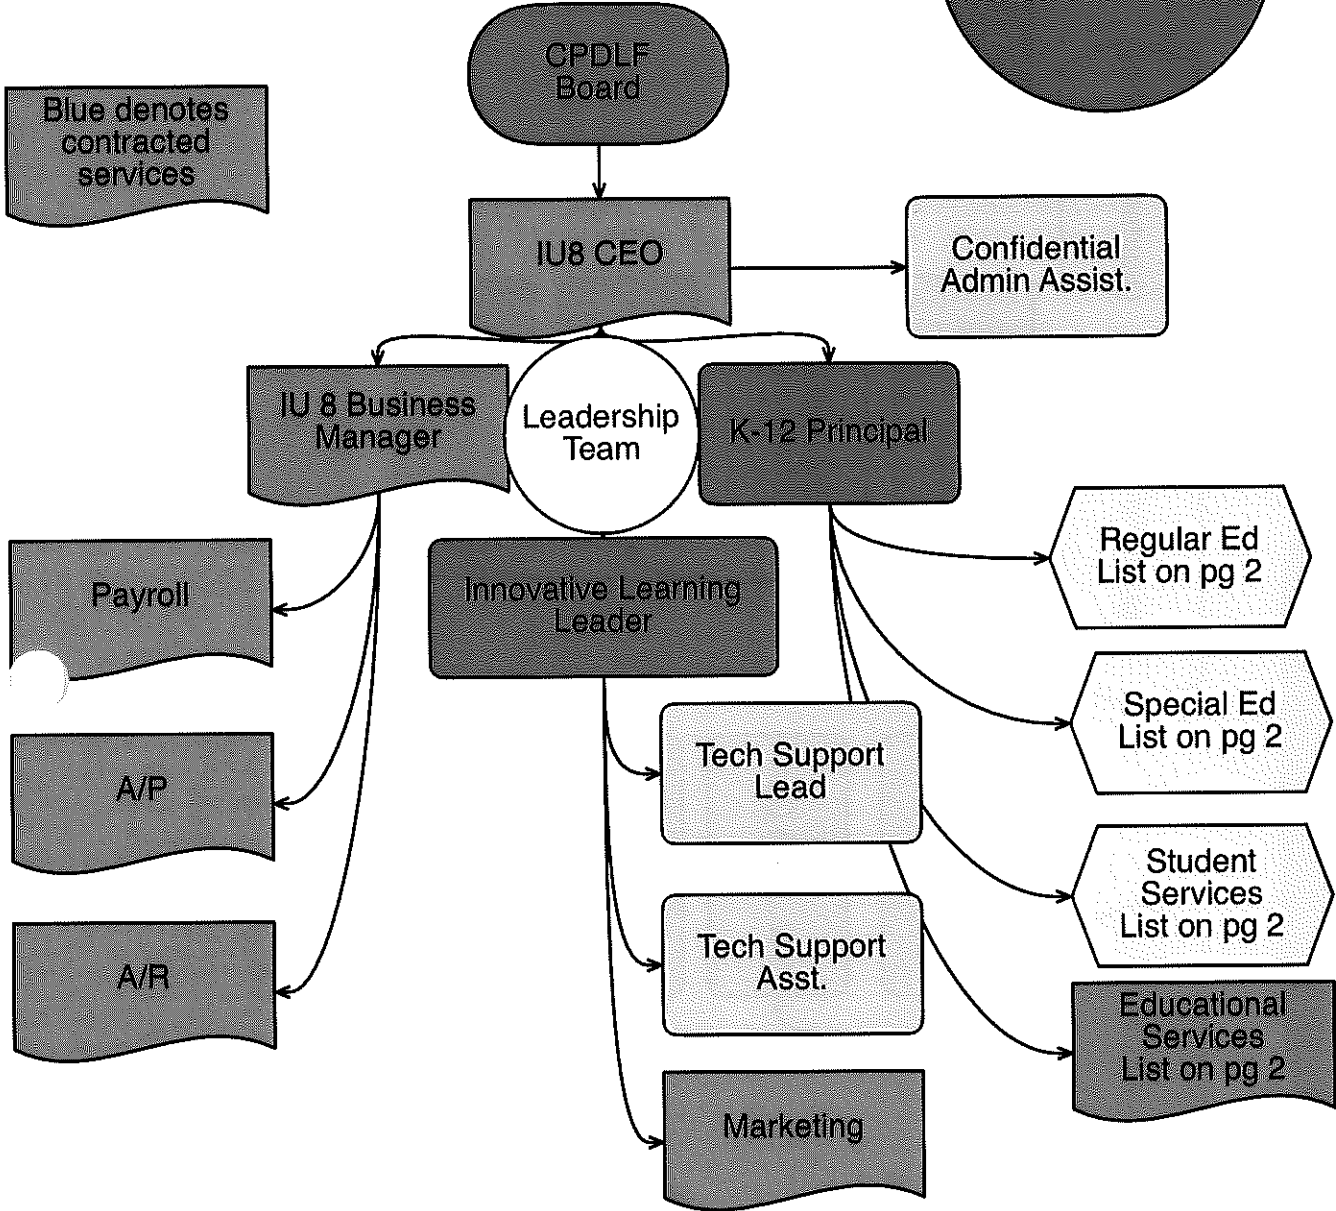 CPDLF
Board
Blue denotes
contracted
services
IU8 CEO
Confidential
Admin Assist.
IU 8 Business
Manager
Leadership
Team
K-12 Principal
Innovative Learning
Leader
Payroll
A/P
A/R
Tech Support
Lead
Tech Support
Asst.
Marketing
Regular Ed
List on pg 2
Special Ed
List on pg 2
Student
Services
List on pg 2
Educational
Services
List on pg 2